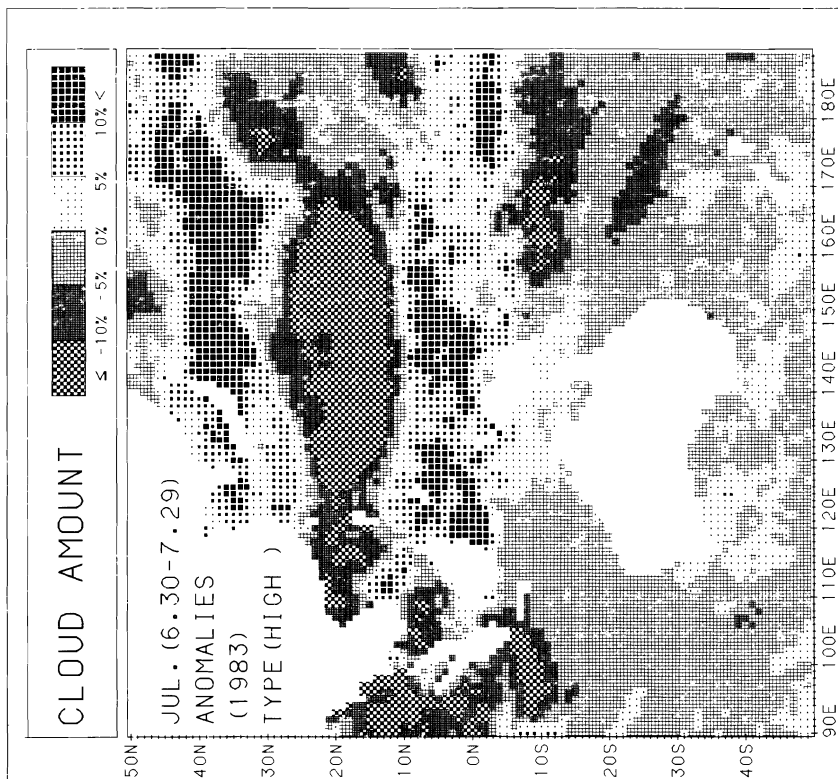 CLOUD AMOUNT
≤ -10% -5% 0% 5% 10% <
JUL. (6.30-7.29)
ANOMALIES
(1983)
TYPE (HIGH )
50N
40N
30N
20N
10N
0N
10S
20S
30S
40S
90E 100E 110E 120E 130E 140E 150E 160E 170E 180E